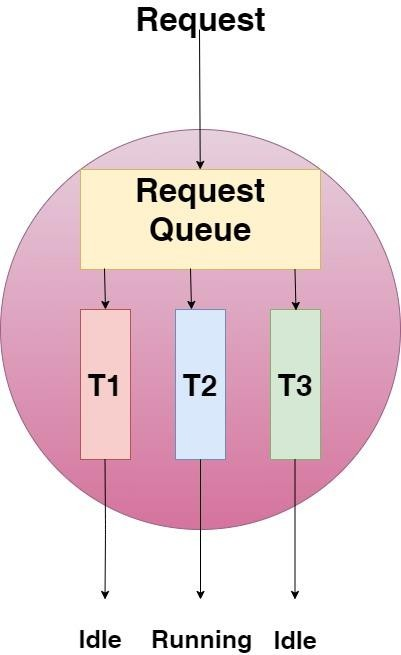 Request
Request
Queue
T1 T2 T3
Idle Running Idle